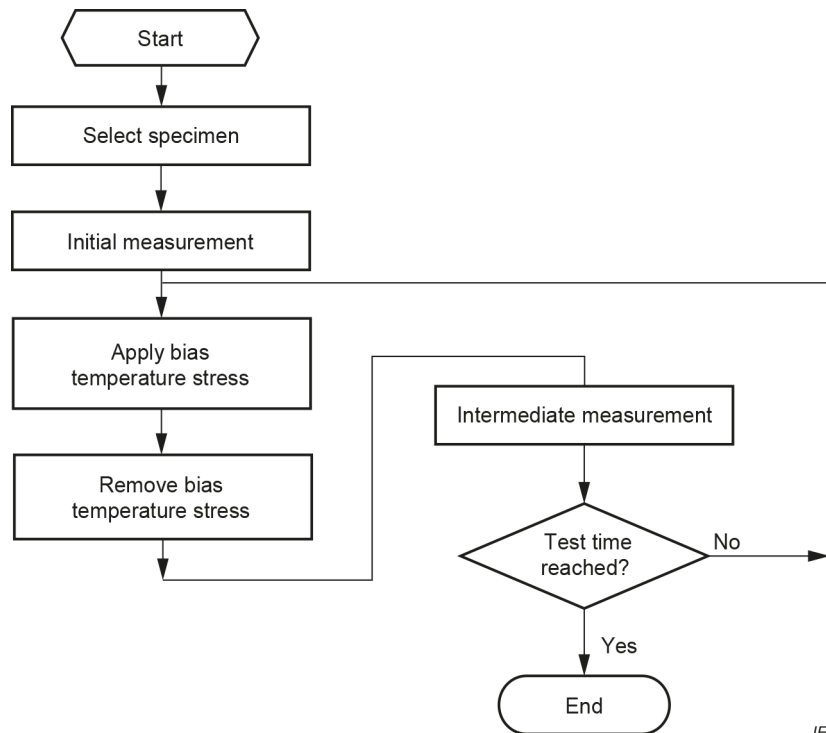 Start
Select specimen
Initial measurement
Apply bias
temperature stress
Remove bias
temperature stress
Intermediate measurement
Test time
reached?
No
Yes
End